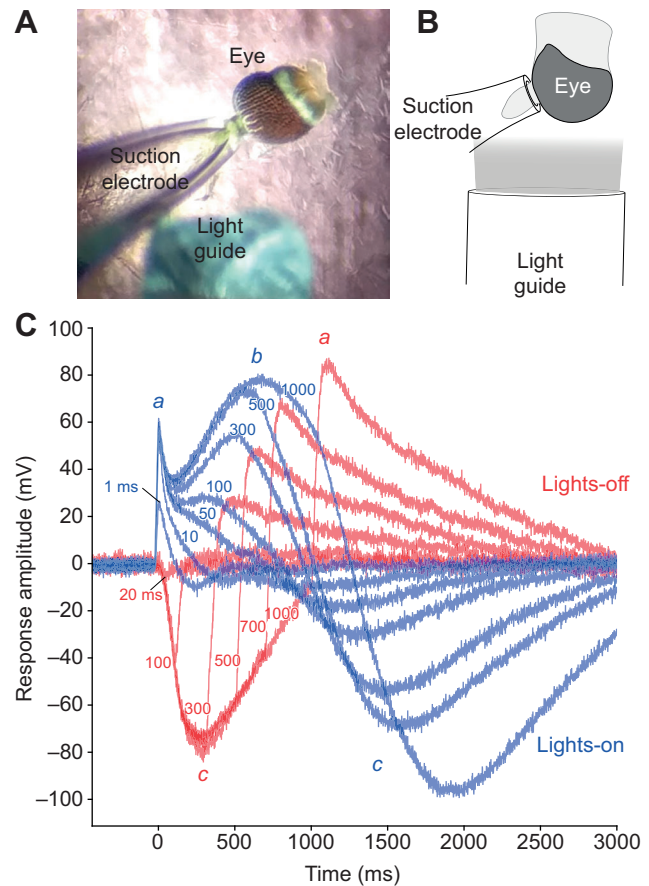 A
Eye
Suction
electrode
Light
guide
B
Eye
Suction
electrode
Light
guide
C
100
80
60
40
20
0
–20
–40
–60
–80
–100
Response amplitude (mV)
a
b
a
1000
500
300
1 ms
100
50
10
Lights-off
20 ms
100
300
500
700
1000
c
c
Lights-on
0
500
1000
1500
2000
2500
3000
Time (ms)